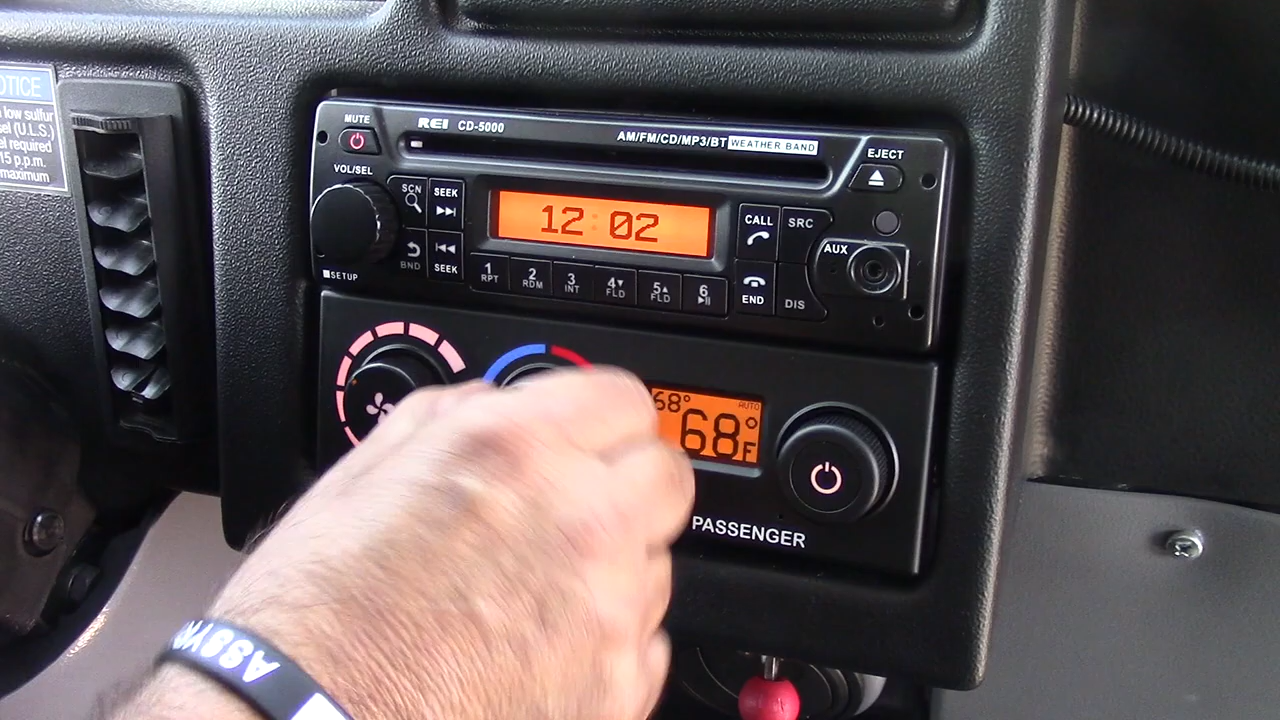 OTICE
low sulfur
sel (U.L.S.)
el required
15 p.p.m.
maximum
MUTE
REI CD-5000
AM/FM/CD/MP3/BT WEATHER BAND
EJECT
VOL/SEL
SCN
SEEK
12:02
CALL
SRC
AUX
BND
SEEK
SETUP
1 RPT
2 RDM
3 INT
4 FLD
5 FLD
6
END
DIS
68° AUTO
68°F
PASSENGER